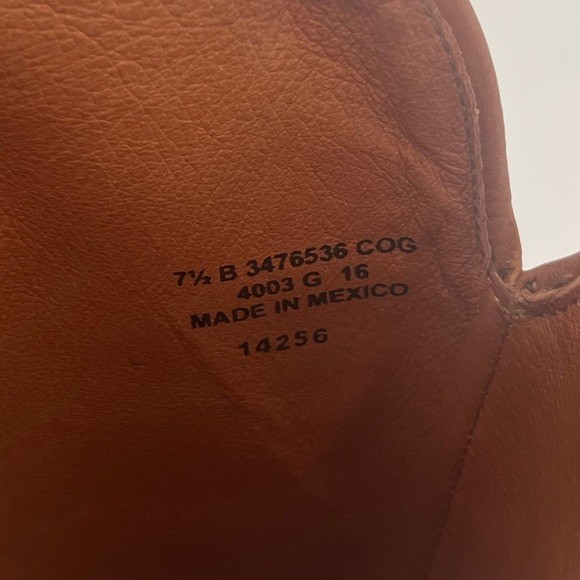 7½ B 3476536 COG
4003 G 16
MADE IN MEXICO
14256